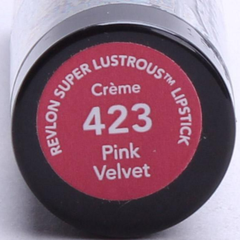 REVLON SUPER LUSTROUS™ LIPSTICK
Crème
423
Pink
Velvet